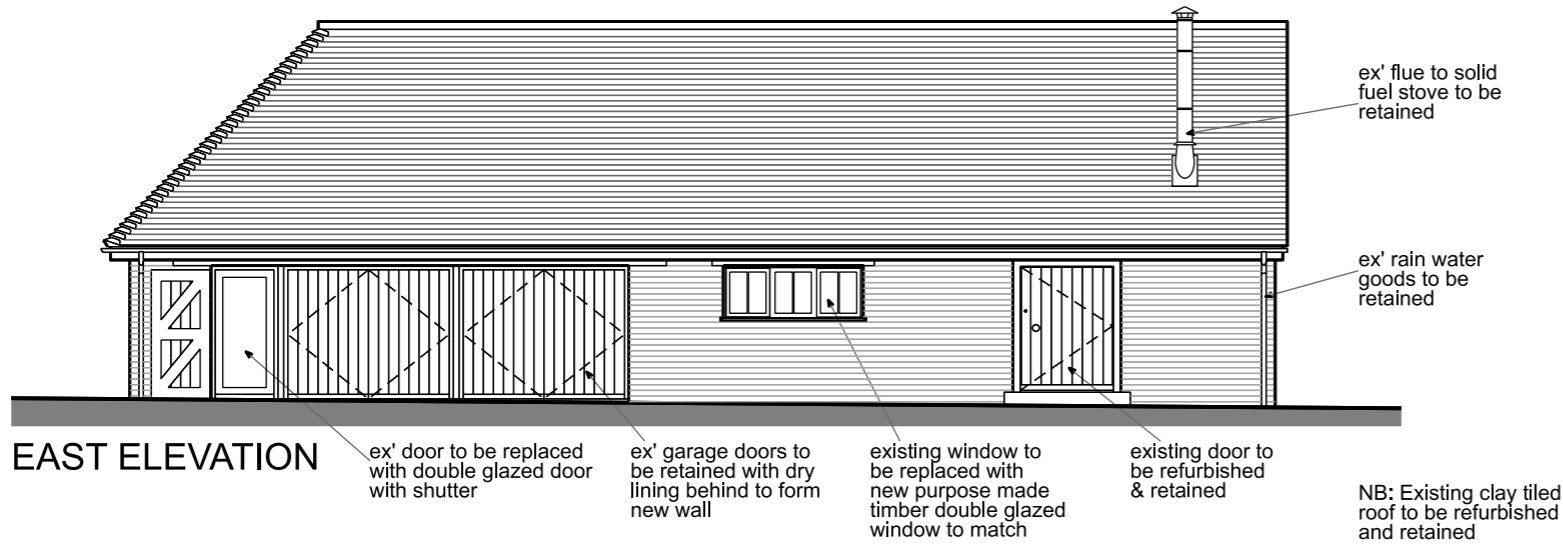 ex' flue to solid
fuel stove to be
retained
ex' rain water
goods to be
retained
EAST ELEVATION
ex' door to be replaced
with double glazed door
with shutter
ex' garage doors to
be retained with dry
lining behind to form
new wall
existing window to
be replaced with
new purpose made
timber double glazed
window to match
existing door to
be refurbished
& retained
NB: Existing clay tiled
roof to be refurbished
and retained